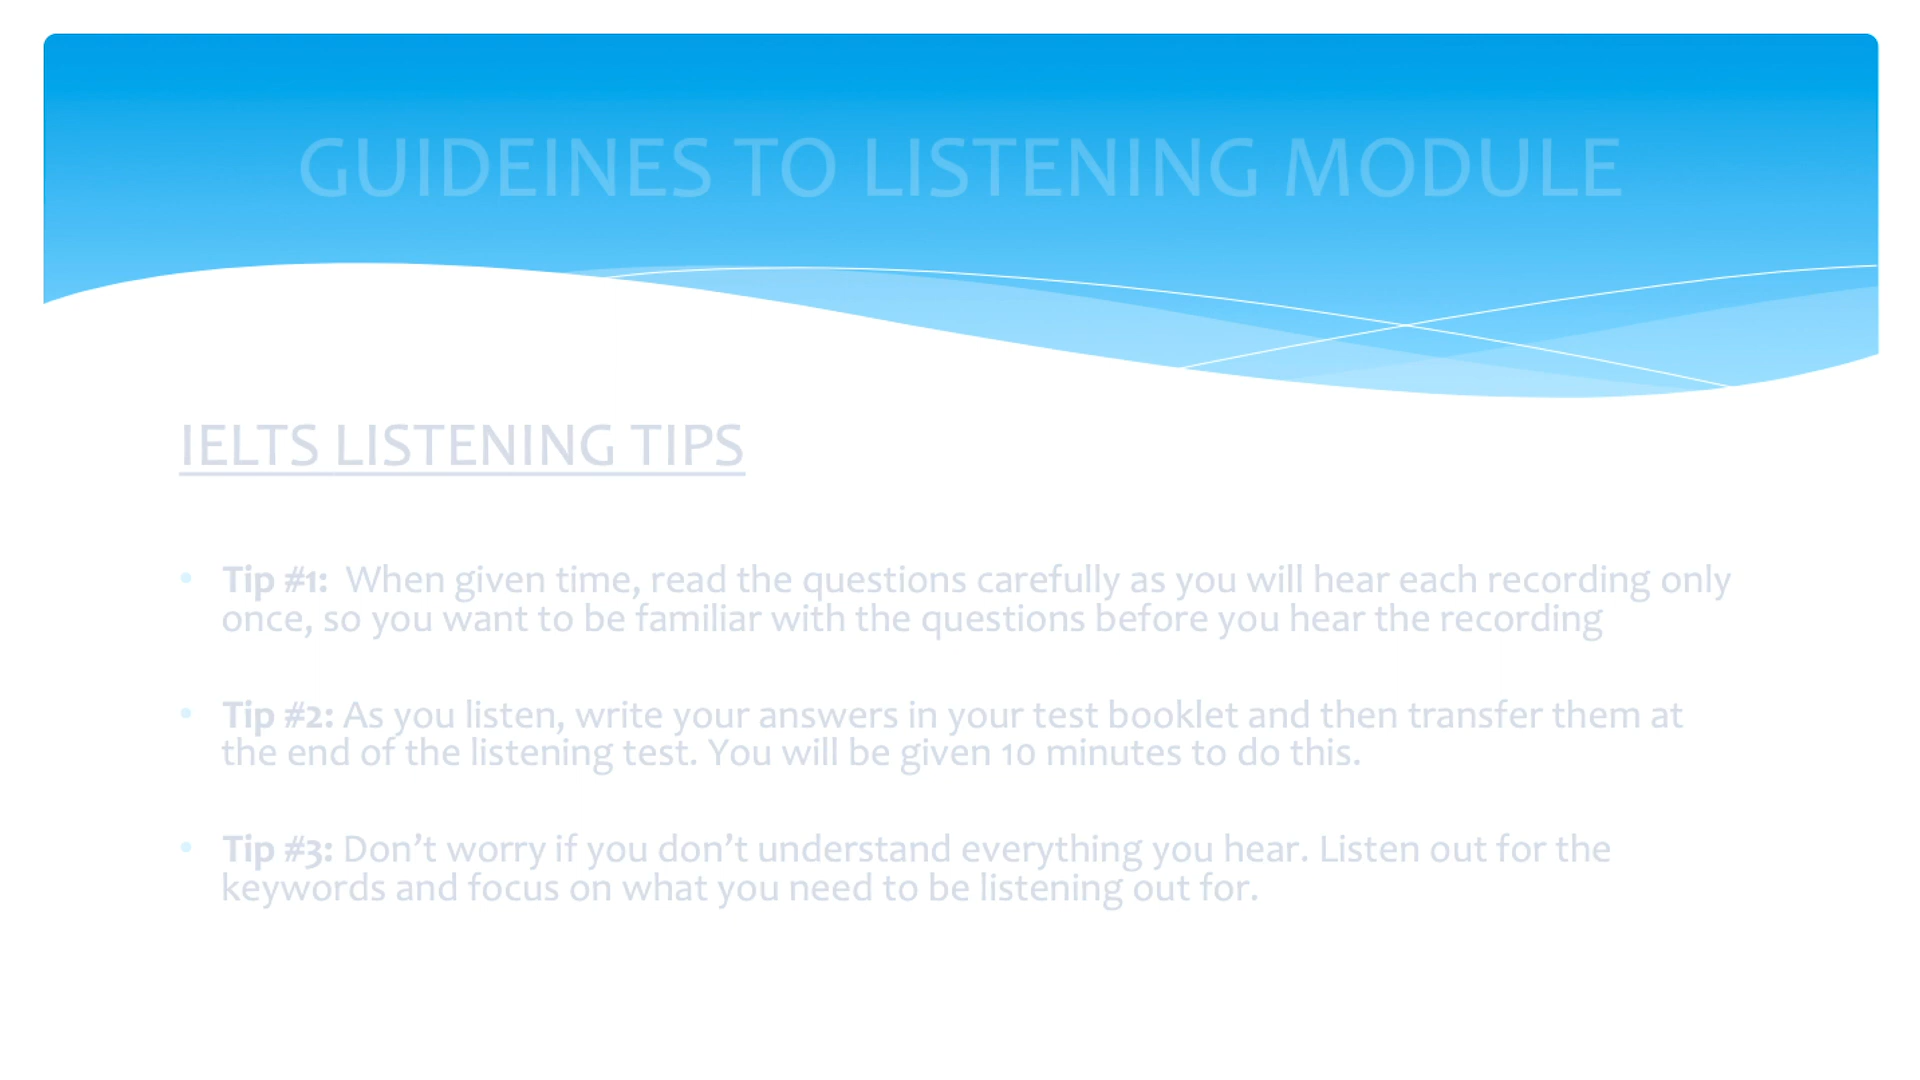 GUIDEINES TO LISTENING MODULE
IELTS LISTENING TIPS
• Tip #1:  When given time, read the questions carefully as you will hear each recording only
once, so you want to be familiar with the questions before you hear the recording
• Tip #2: As you listen, write your answers in your test booklet and then transfer them at
the end of the listening test. You will be given 10 minutes to do this.
• Tip #3: Don’t worry if you don’t understand everything you hear. Listen out for the
keywords and focus on what you need to be listening out for.